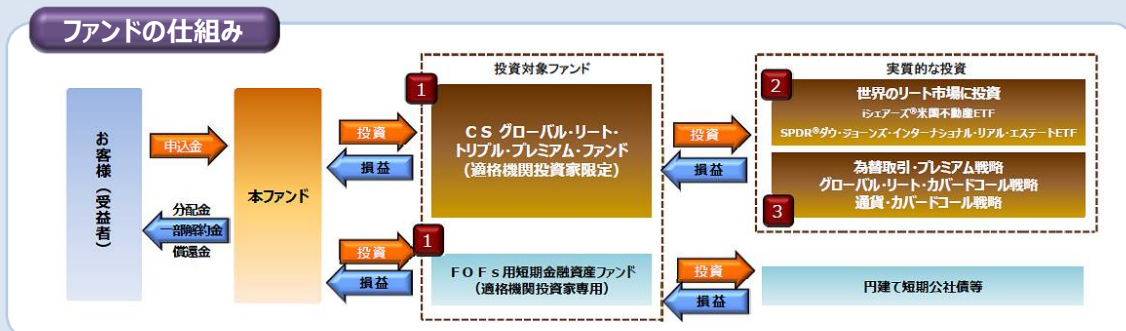 ファンドの仕組み
お客様（受益者）
申込金
分配金
一部解約金
償還金
本ファンド
投資
損益
投資
損益
投資対象ファンド
1
CS グローバル・リート・
トリプル・プレミアム・ファンド
(適格機関投資家限定)
1
FOFs用短期金融資産ファンド
(適格機関投資家専用)
投資
損益
投資
損益
実質的な投資
2
世界のリート市場に投資
iシェアーズ®米国不動産ETF
SPDR®ダウ・ジョーンズ・インターナショナル・リアル・エステートETF
為替取引・プレミアム戦略
グローバル・リート・カバードコール戦略
通貨・カバードコール戦略
3
円建て短期公社債等